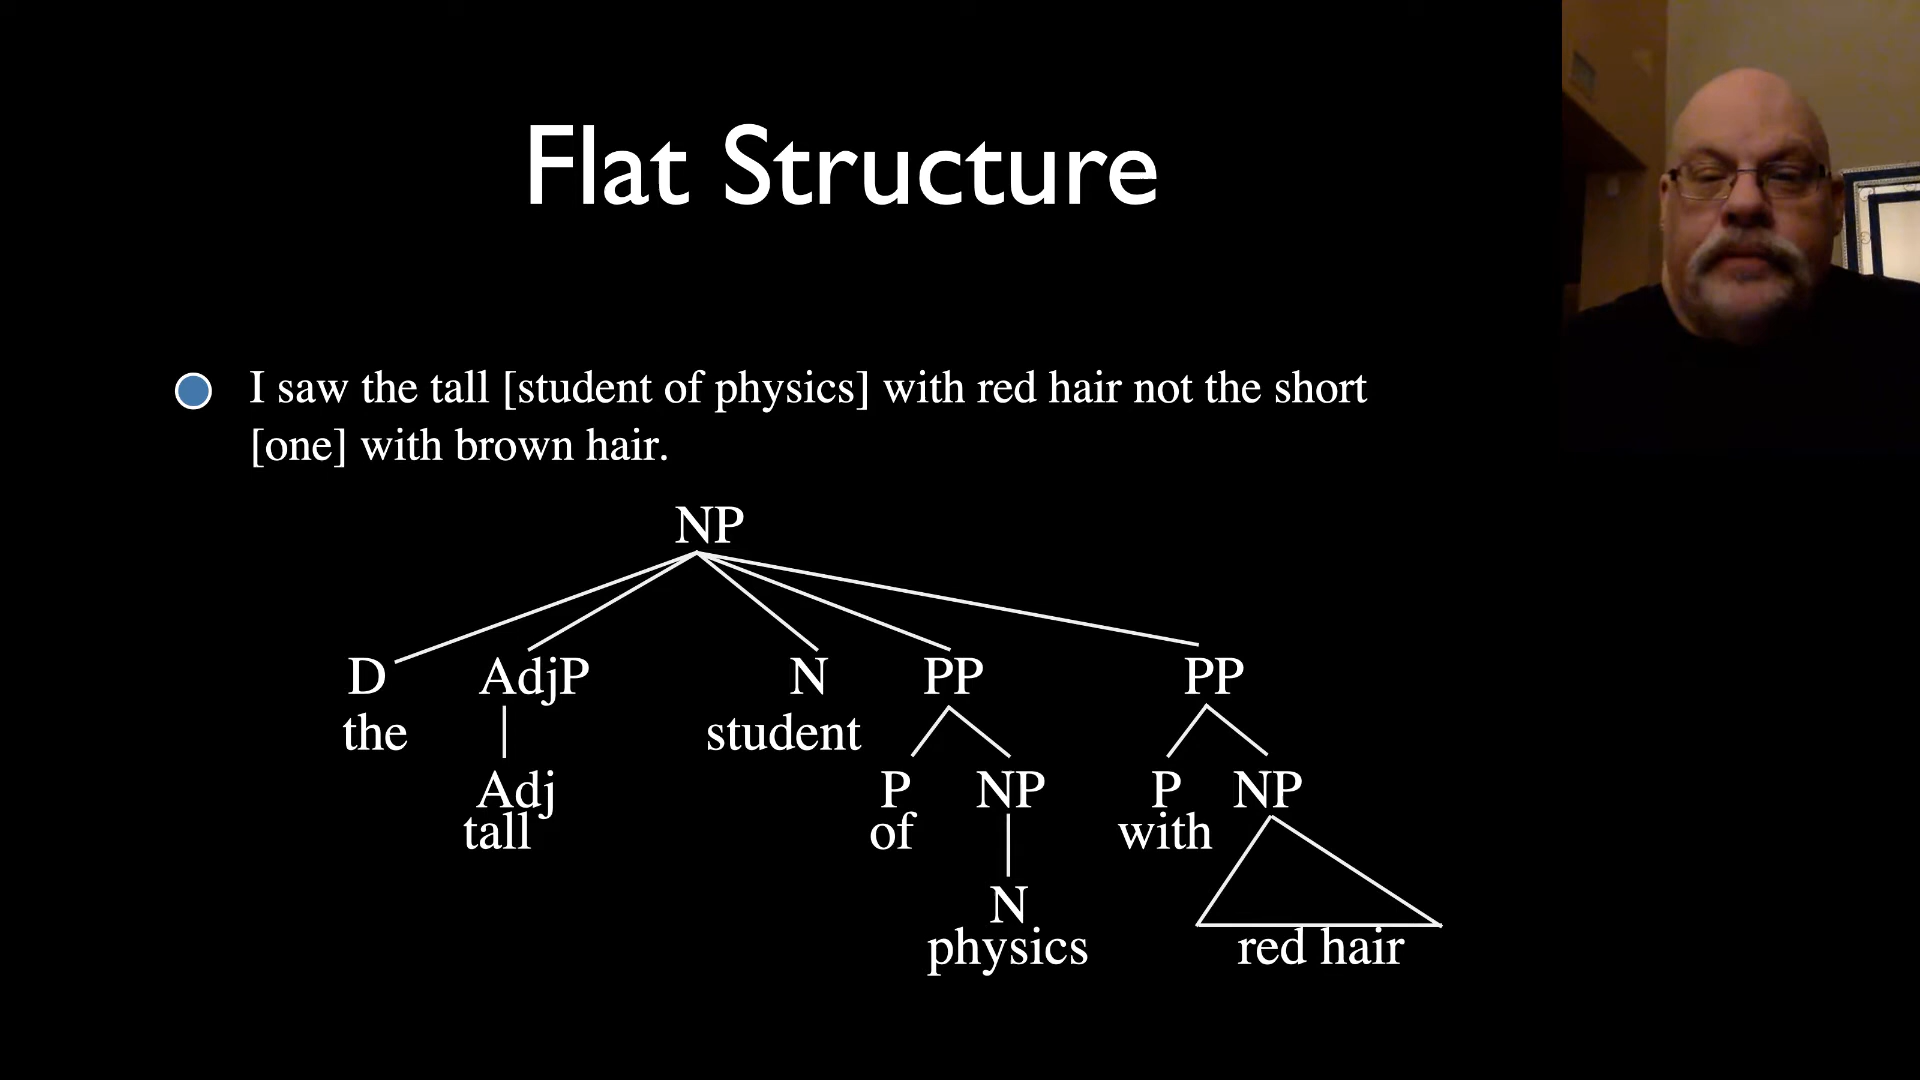 Flat Structure
I saw the tall [student of physics] with red hair not the short
[one] with brown hair.
NP
D AdjP N PP PP
the student
Adj P NP P NP
tall of with
N
physics red hair